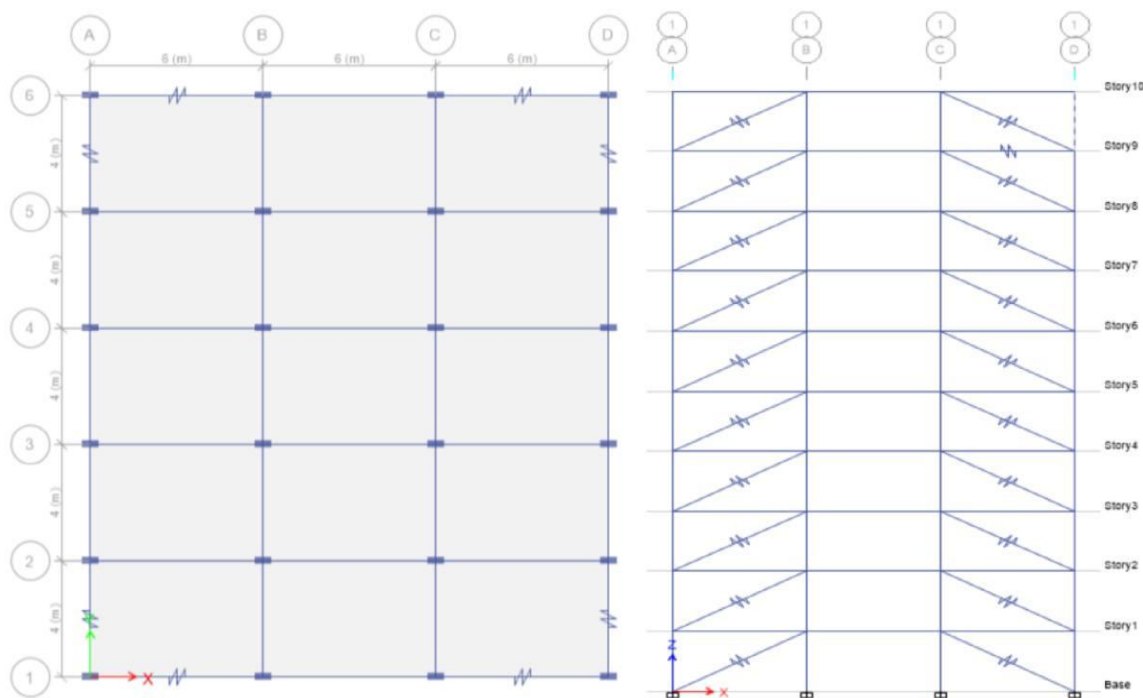 A B C D
6 (m) 6 (m) 6 (m)
6
4 (m)
5
4 (m)
4
4 (m)
3
4 (m)
2
4 (m)
1
X
1 1 1 1
A B C D
Story10
Story9
Story8
Story7
Story6
Story5
Story4
Story3
Story2
Story1
Z
Base
X